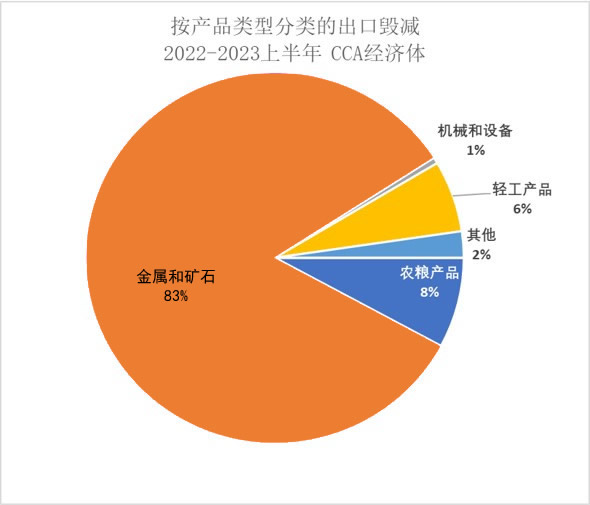 按产品类型分类的出口毁减
2022-2023上半年 CCA经济体
机械和设备
1%
轻工产品
6%
其他
2%
农粮产品
8%
金属和矿石
83%